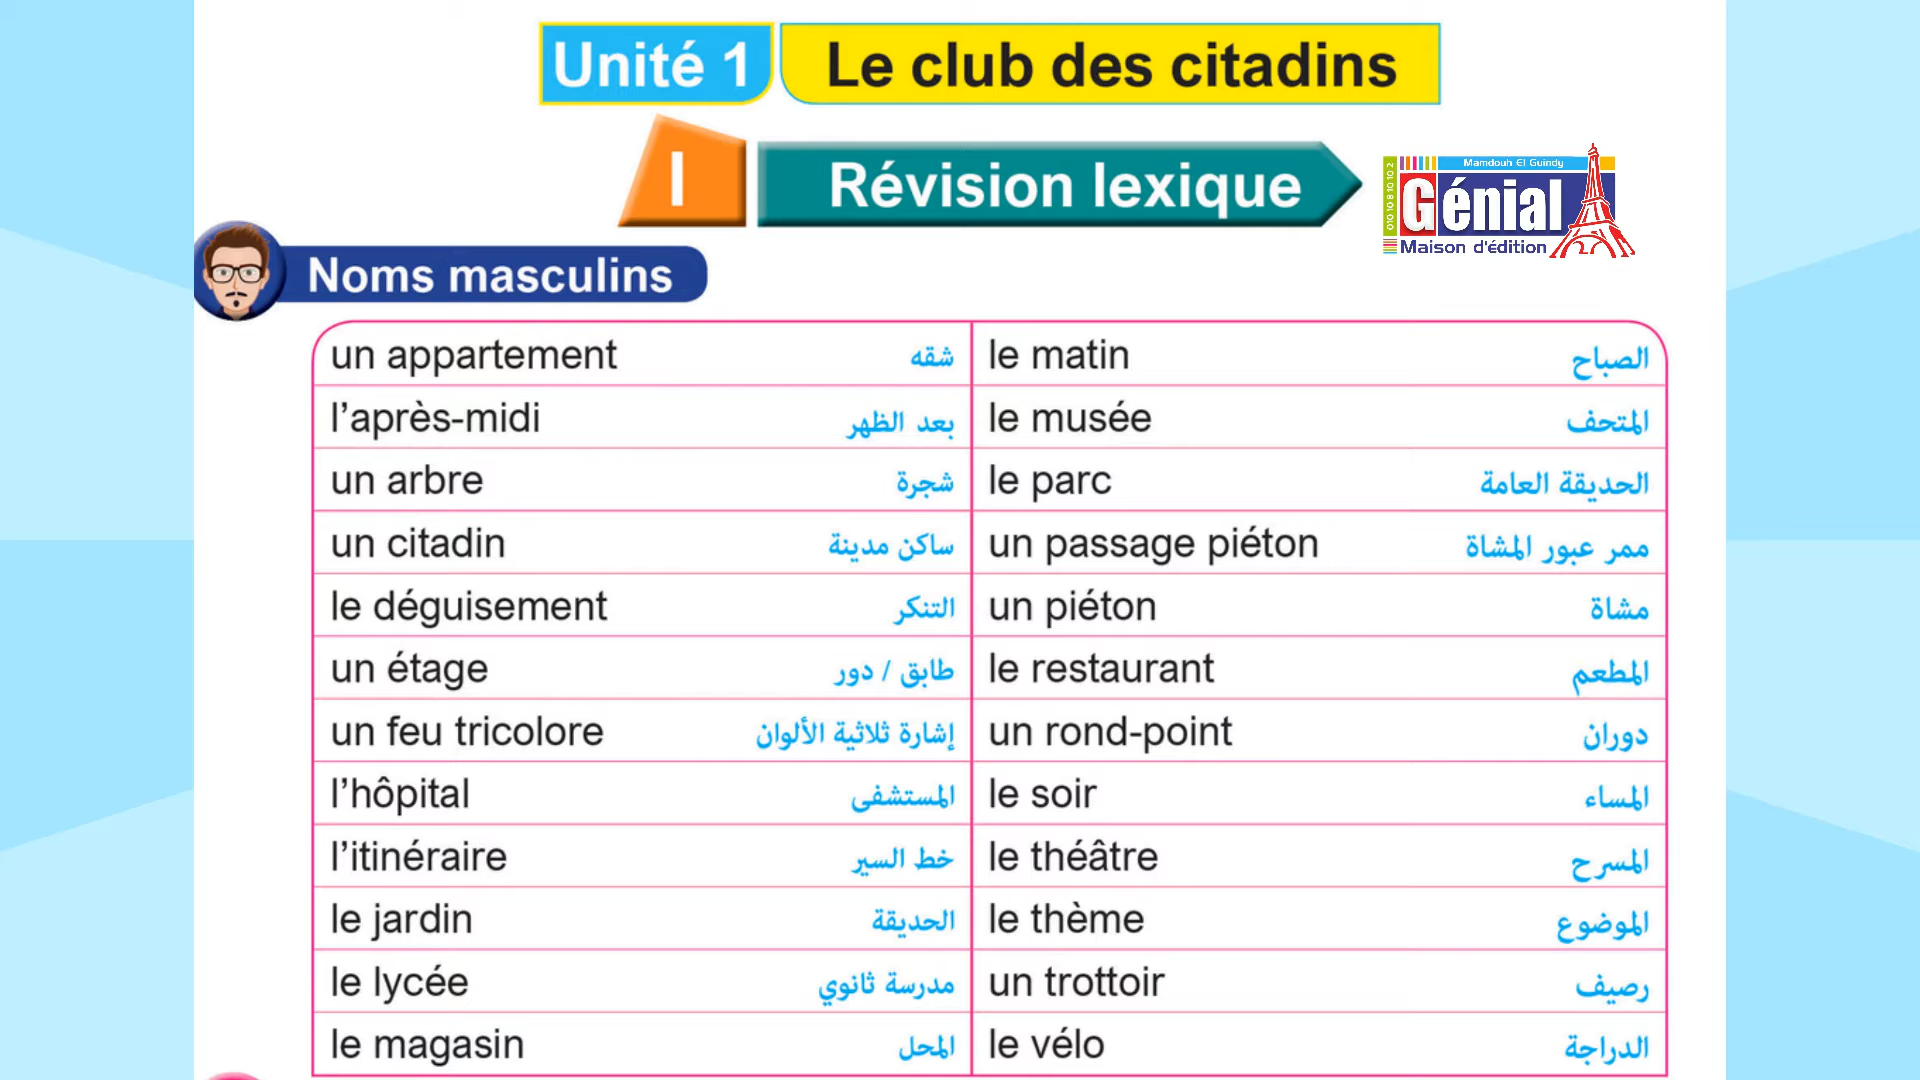 Unité 1 Le club des citadins
I Révision lexique
Mamdouh El Guindy
Génial
Maison d'édition
01010810102
Noms masculins
un appartement شقه le matin الصباح
l’après-midi بعد الظهر le musée المتحف
un arbre شجرة le parc الحديقة العامة
un citadin ساكن مدينة un passage piéton ممر عبور المشاة
le déguisement التنكر un piéton مشاة
un étage طابق / دور le restaurant المطعم
un feu tricolore إشارة ثلاثية الألوان un rond-point دوران
l’hôpital المستشفى le soir المساء
l’itinéraire خط السير le théâtre المسرح
le jardin الحديقة le thème الموضوع
le lycée مدرسة ثانوي un trottoir رصيف
le magasin المحل le vélo الدراجة